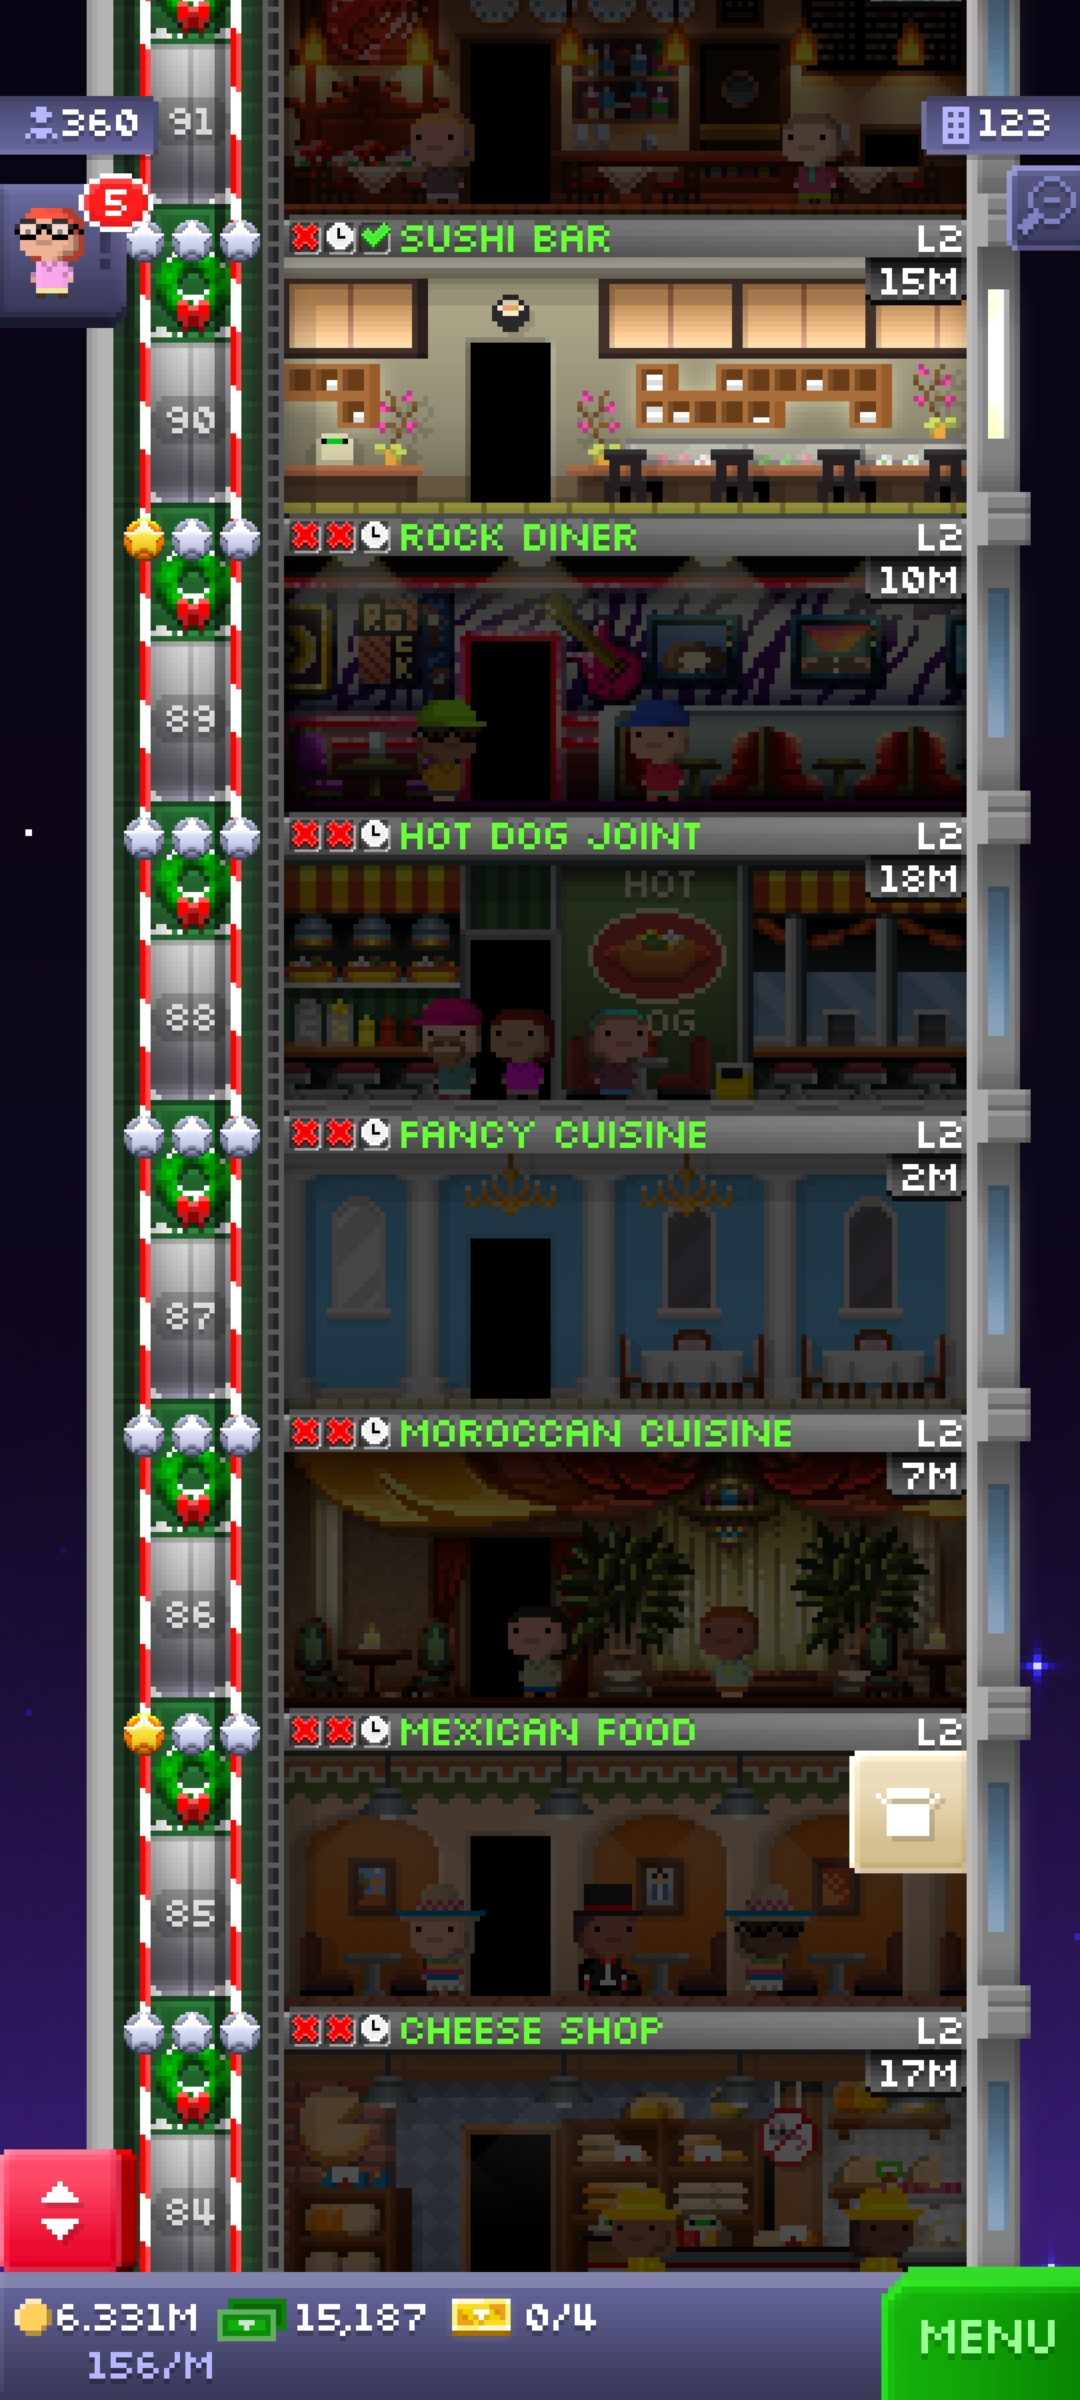 91
360
123
5
SUSHI BAR L2
15M
90
ROCK DINER L2
10M
ROCK
89
HOT DOG JOINT L2
18M
HOT
OG
88
FANCY CUISINE L2
2M
87
MOROCCAN CUISINE L2
7M
86
MEXICAN FOOD L2
85
CHEESE SHOP L2
17M
84
6.331M 15,187 0/4
156/M
MENU